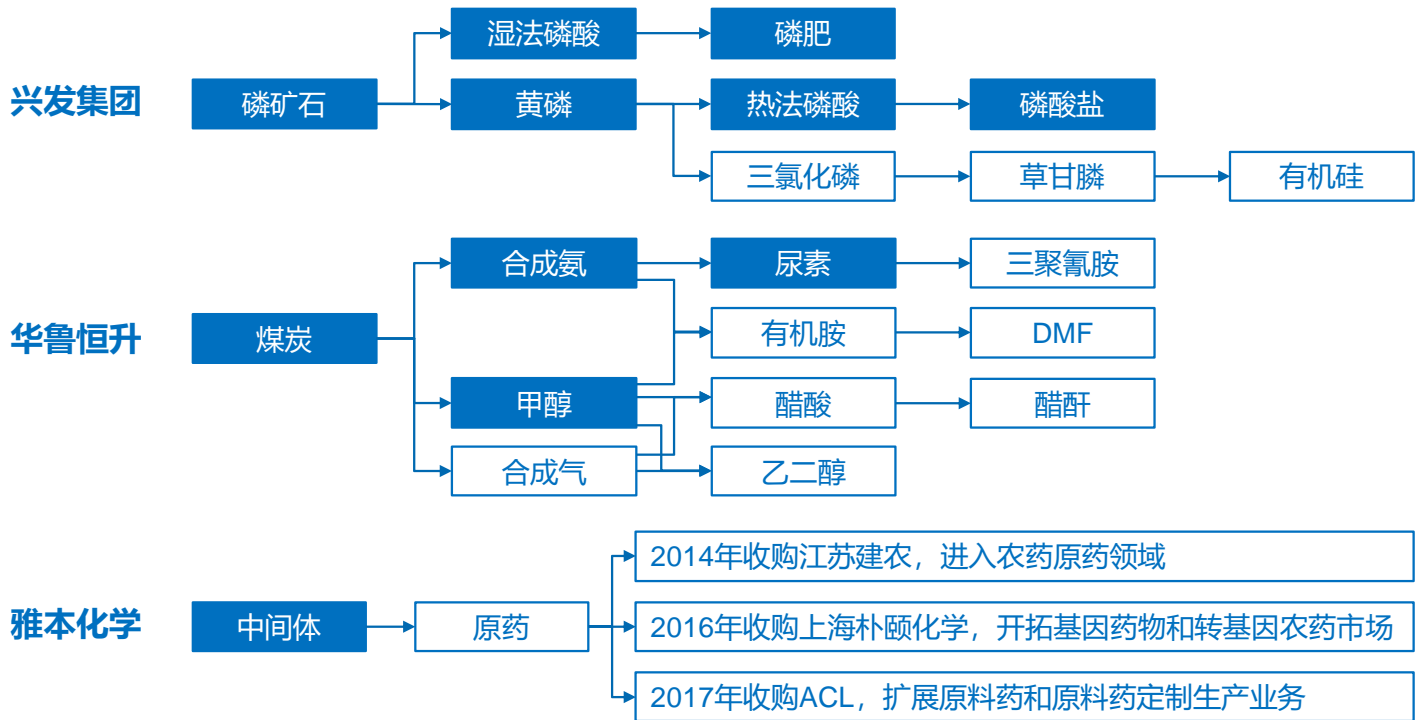 湿法磷酸
磷肥
兴发集团
磷矿石
黄磷
热法磷酸
磷酸盐
三氯化磷
草甘膦
有机硅
合成氨
尿素
三聚氰胺
华鲁恒升
煤炭
有机胺
DMF
甲醇
醋酸
醋酐
合成气
乙二醇
2014年收购江苏建农，进入农药原药领域
雅本化学
中间体
原药
2016年收购上海朴颐化学，开拓基因药物和转基因农药市场
2017年收购ACL，扩展原料药和原料药定制生产业务